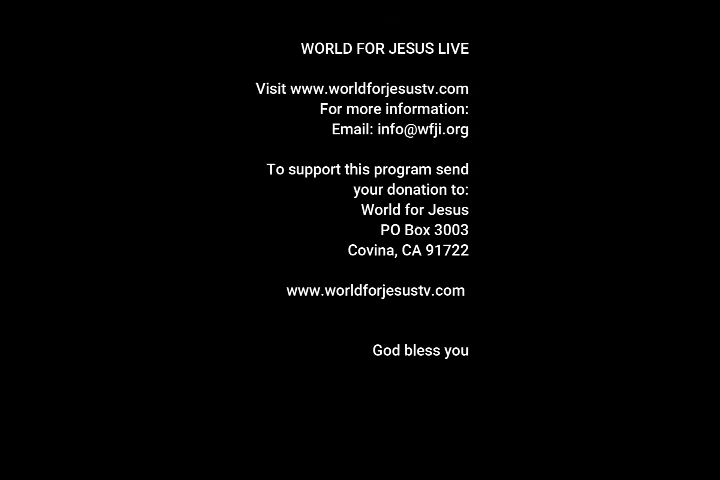 WORLD FOR JESUS LIVE
Visit www.worldforjesustv.com
For more information:
Email: info@wfji.org
To support this program send
your donation to:
World for Jesus
PO Box 3003
Covina, CA 91722
www.worldforjesustv.com
God bless you